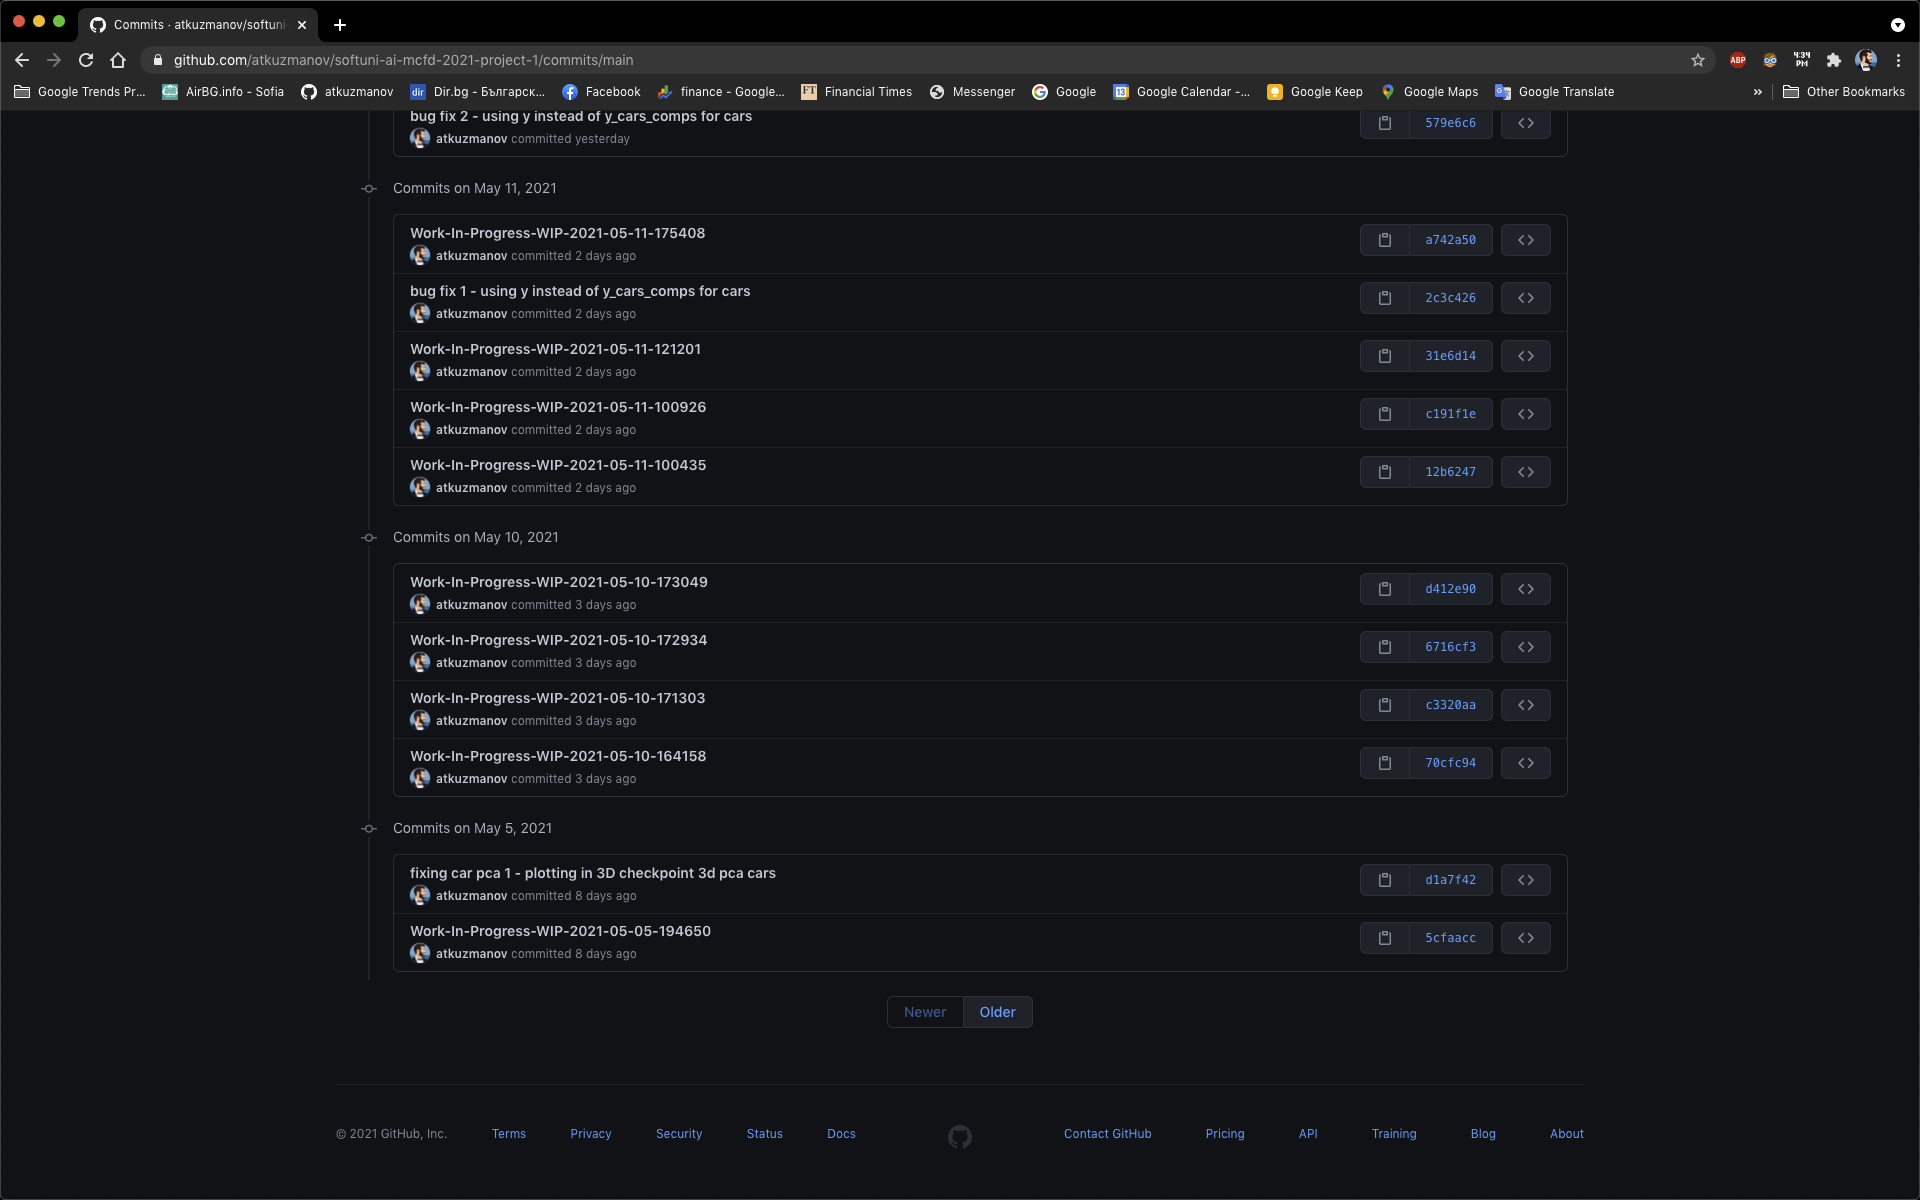 Commits · atkuzmanov/softuni-
github.com/atkuzmanov/softuni-ai-mcfd-2021-project-1/commits/main
ABP
4:34 PM
Google Trends Pr...
AirBG.info - Sofia
atkuzmanov
dir
Dir.bg - Българск...
Facebook
finance - Google...
FT
Financial Times
Messenger
Google
13
Google Calendar -...
Google Keep
Google Maps
Google Translate
»
Other Bookmarks
bug fix 2 - using y instead of y_cars_comps for cars
579e6c6
atkuzmanov committed yesterday
Commits on May 11, 2021
Work-In-Progress-WIP-2021-05-11-175408
a742a50
atkuzmanov committed 2 days ago
bug fix 1 - using y instead of y_cars_comps for cars
2c3c426
atkuzmanov committed 2 days ago
Work-In-Progress-WIP-2021-05-11-121201
31e6d14
atkuzmanov committed 2 days ago
Work-In-Progress-WIP-2021-05-11-100926
c191f1e
atkuzmanov committed 2 days ago
Work-In-Progress-WIP-2021-05-11-100435
12b6247
atkuzmanov committed 2 days ago
Commits on May 10, 2021
Work-In-Progress-WIP-2021-05-10-173049
d412e90
atkuzmanov committed 3 days ago
Work-In-Progress-WIP-2021-05-10-172934
6716cf3
atkuzmanov committed 3 days ago
Work-In-Progress-WIP-2021-05-10-171303
c3320aa
atkuzmanov committed 3 days ago
Work-In-Progress-WIP-2021-05-10-164158
70cfc94
atkuzmanov committed 3 days ago
Commits on May 5, 2021
fixing car pca 1 - plotting in 3D checkpoint 3d pca cars
d1a7f42
atkuzmanov committed 8 days ago
Work-In-Progress-WIP-2021-05-05-194650
5cfaacc
atkuzmanov committed 8 days ago
Newer
Older
© 2021 GitHub, Inc.
Terms
Privacy
Security
Status
Docs
Contact GitHub
Pricing
API
Training
Blog
About